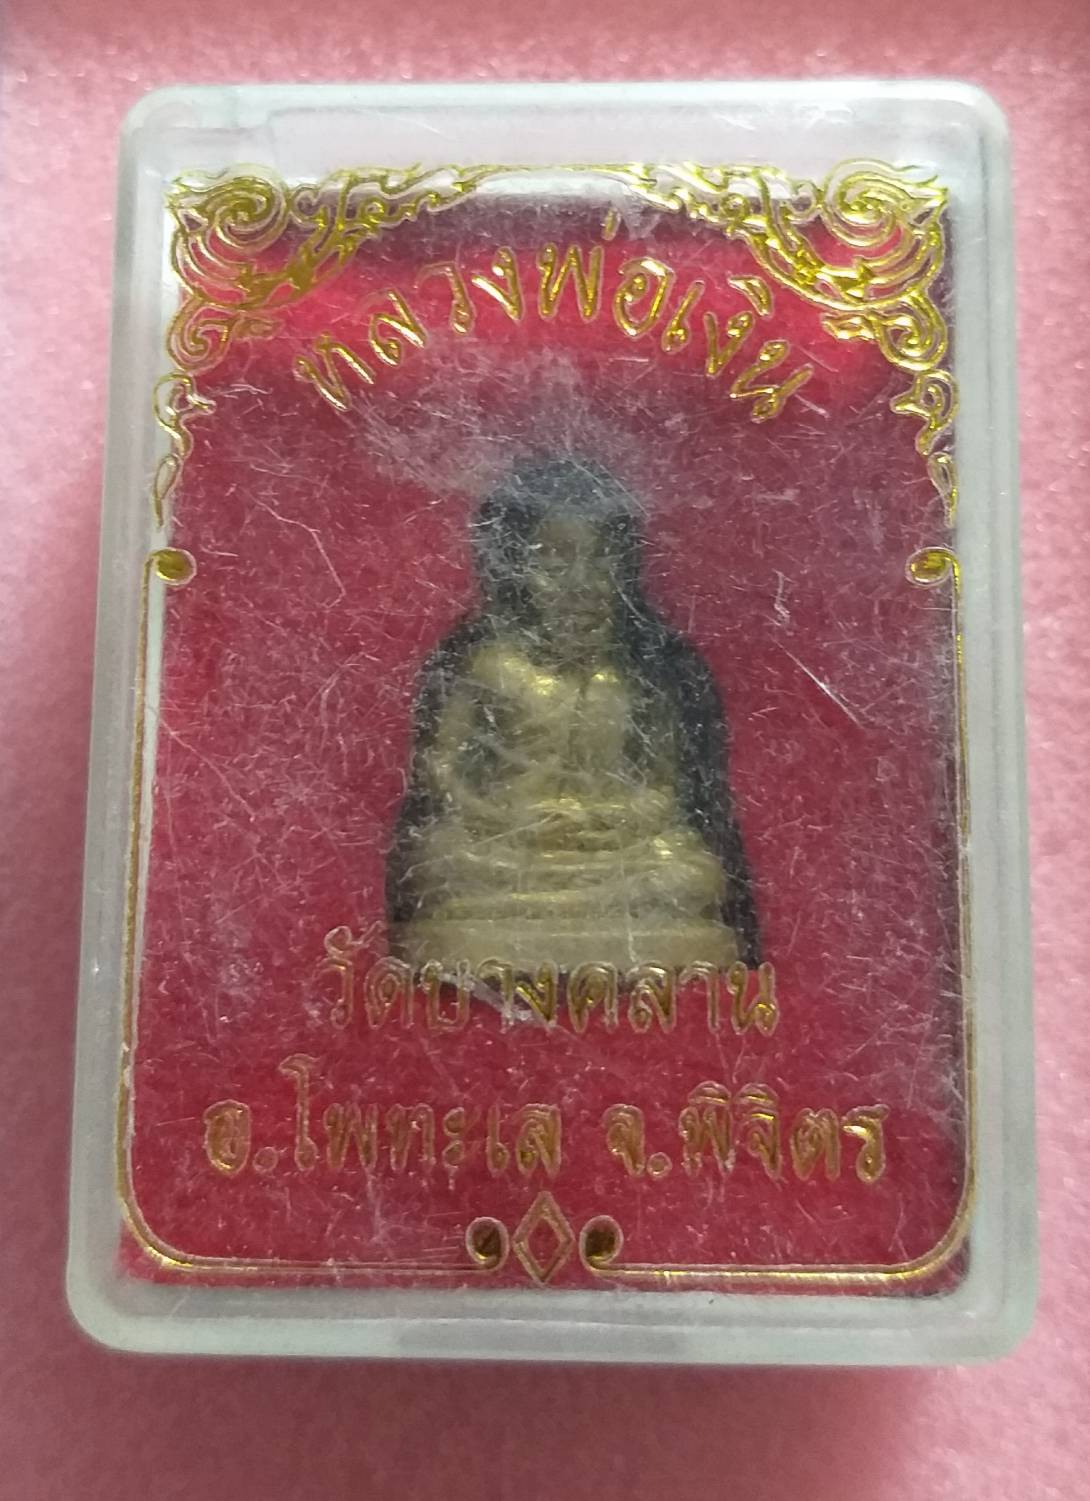 หลวงพ่อเงิน
วัดบางคลาน
อ.โพทะเล จ.พิจิตร